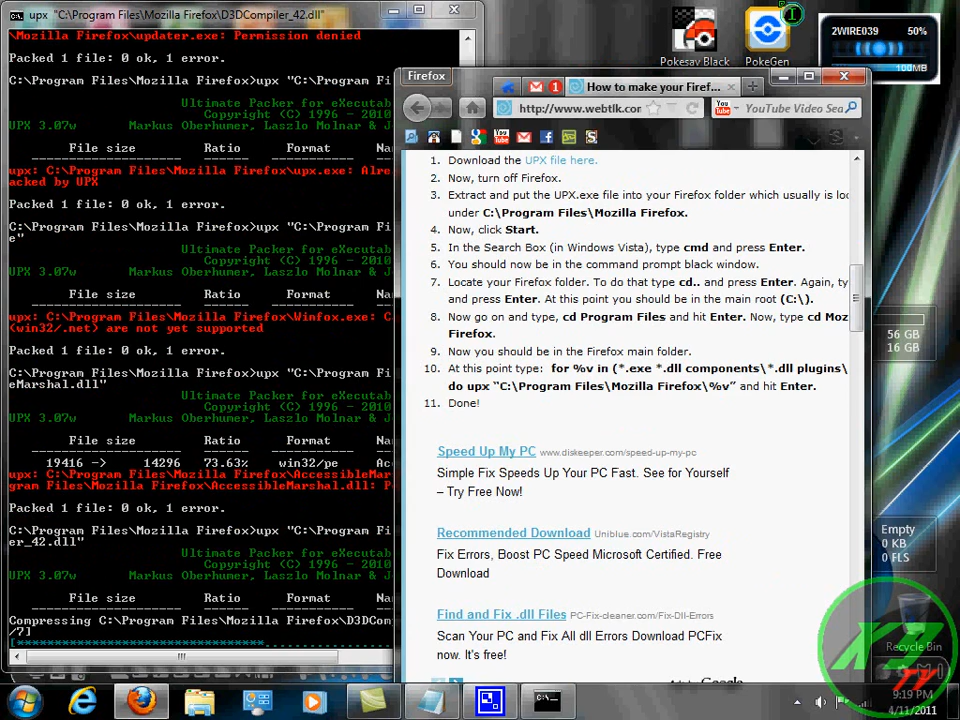 upx "C:\Program Files\Mozilla Firefox\D3DCompiler_42.dll"
\Mozilla Firefox\updater.exe: Permission denied
Packed 1 file: 0 ok, 1 error.
C:\Program Files\Mozilla Firefox>upx "C:\Program Fi
Ultimate Packer for eXecutab
Copyright (C) 1996 - 2010
UPX 3.07w Markus Oberhumer, Laszlo Molnar & J
File size Ratio Format Na
upx: C:\Program Files\Mozilla Firefox\upx.exe: Alre
acked by UPX
Packed 1 file: 0 ok, 1 error.
C:\Program Files\Mozilla Firefox>upx "C:\Program Fi
e"
Ultimate Packer for eXecutab
Copyright (C) 1996 - 2010
UPX 3.07w Markus Oberhumer, Laszlo Molnar & J
File size Ratio Format Na
upx: C:\Program Files\Mozilla Firefox\Winfox.exe: C
(win32/.net) are not yet supported
Packed 1 file: 0 ok, 1 error.
C:\Program Files\Mozilla Firefox>upx "C:\Program Fi
eMarshal.dll"
Ultimate Packer for eXecutab
Copyright (C) 1996 - 2010
UPX 3.07w Markus Oberhumer, Laszlo Molnar & J
File size Ratio Format Na
19416 -> 14296 73.63% win32/pe Acc
upx: C:\Program Files\Mozilla Firefox\AccessibleMar
gram Files\Mozilla Firefox\AccessibleMarshal.dll: P
Packed 1 file: 0 ok, 1 error.
C:\Program Files\Mozilla Firefox>upx "C:\Program Fi
er_42.dll"
Ultimate Packer for eXecutab
Copyright (C) 1996 - 2010
UPX 3.07w Markus Oberhumer, Laszlo Molnar & J
File size Ratio Format Na
Compressing C:\Program Files\Mozilla Firefox\D3DCom
/7]
Pokesav Black
PokeGen
2WIRE039 50%
100MB
Firefox
1
How to make your Firef...
http://www.webtlk.con
YouTube Video Sea
1. Download the UPX file here.
2. Now, turn off Firefox.
3. Extract and put the UPX.exe file into your Firefox folder which usually is loc
under C:\Program Files\Mozilla Firefox.
4. Now, click Start.
5. In the Search Box (in Windows Vista), type cmd and press Enter.
6. You should now be in the command prompt black window.
7. Locate your Firefox folder. To do that type cd.. and press Enter. Again, ty
and press Enter. At this point you should be in the main root (C:\).
8. Now go on and type, cd Program Files and hit Enter. Now, type cd Moz
Firefox.
9. Now you should be in the Firefox main folder.
10. At this point type: for %v in (*.exe *.dll components\*.dll plugins\
do upx “C:\Program Files\Mozilla Firefox\%v” and hit Enter.
11. Done!
Speed Up My PC www.diskeeper.com/speed-up-my-pc
Simple Fix Speeds Up Your PC Fast. See for Yourself
– Try Free Now!
Recommended Download Uniblue.com/VistaRegistry
Fix Errors, Boost PC Speed Microsoft Certified. Free
Download
Find and Fix .dll Files PC-Fix-cleaner.com/Fix-Dll-Errors
Scan Your PC and Fix All dll Errors Download PCFix
now. It's free!
Google
56 GB
16 GB
Empty
0 KB
0 FLS
Recycle Bin
9:19 PM
4/11/2011